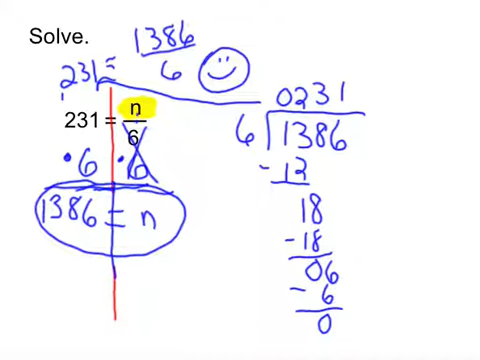 Solve.
231 = 1386/6
231 = n/6
• 6 • 6
1386 = n
0231
6 1386
- 12
18
- 18
06
- 6
0